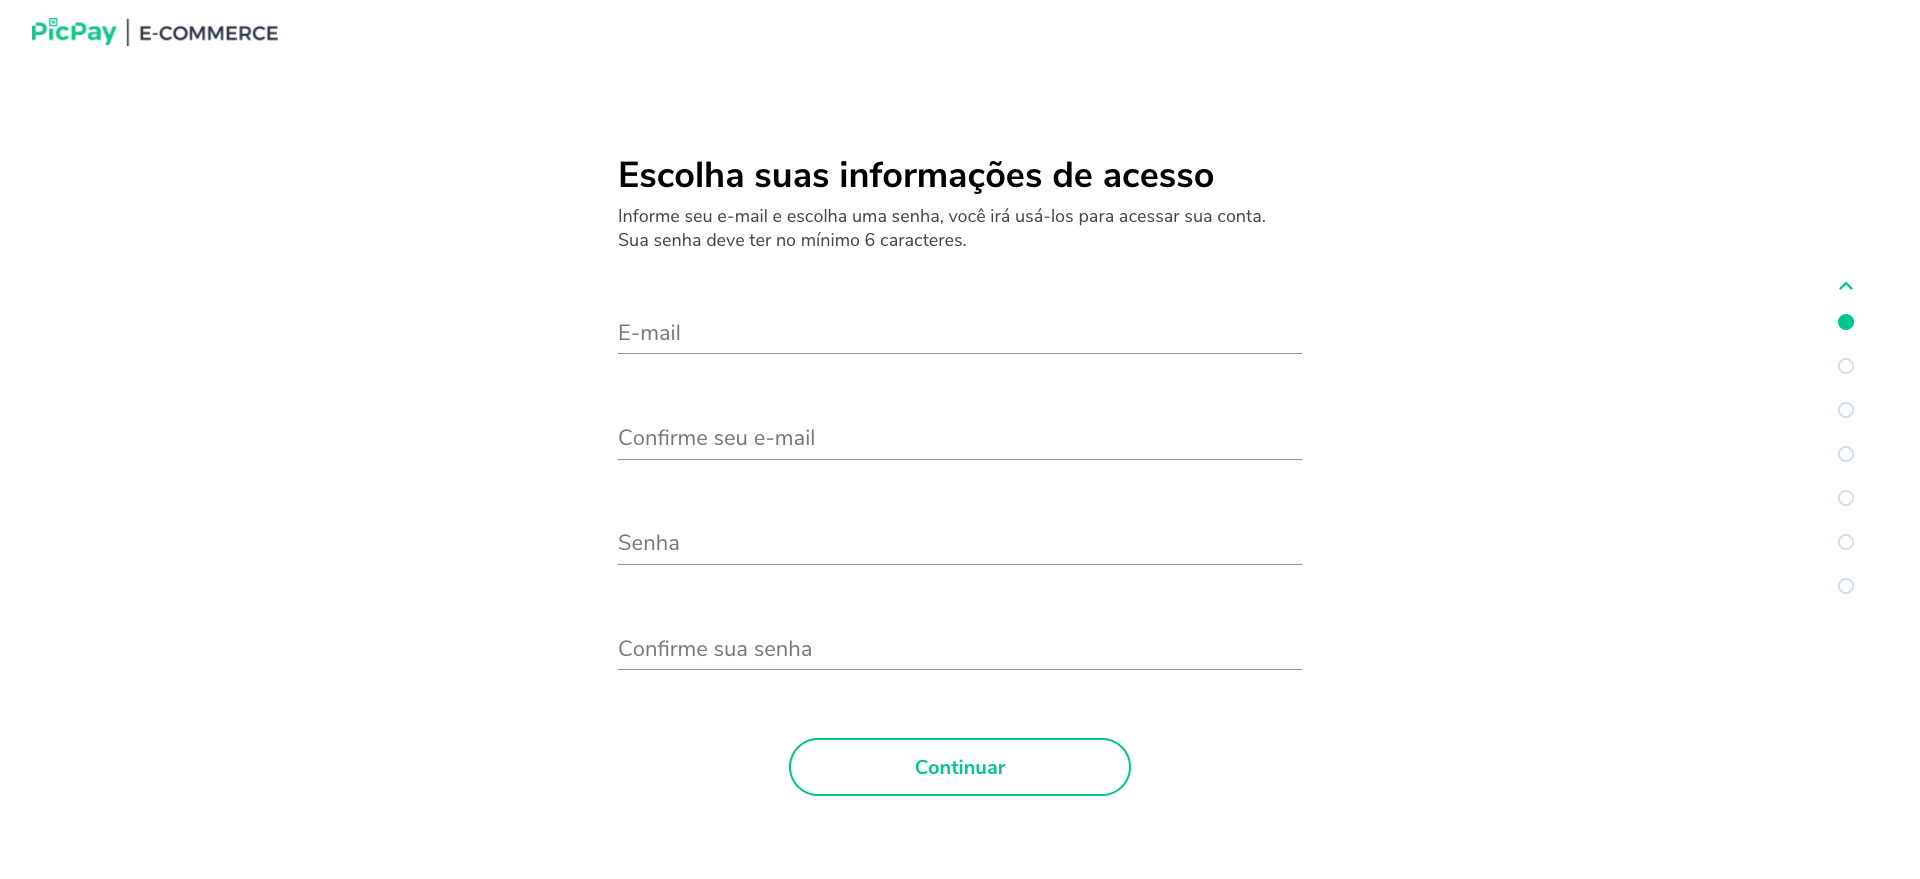 PicPay | E-COMMERCE
Escolha suas informações de acesso
Informe seu e-mail e escolha uma senha, você irá usá-los para acessar sua conta.
Sua senha deve ter no mínimo 6 caracteres.
E-mail
Confirme seu e-mail
Senha
Confirme sua senha
Continuar